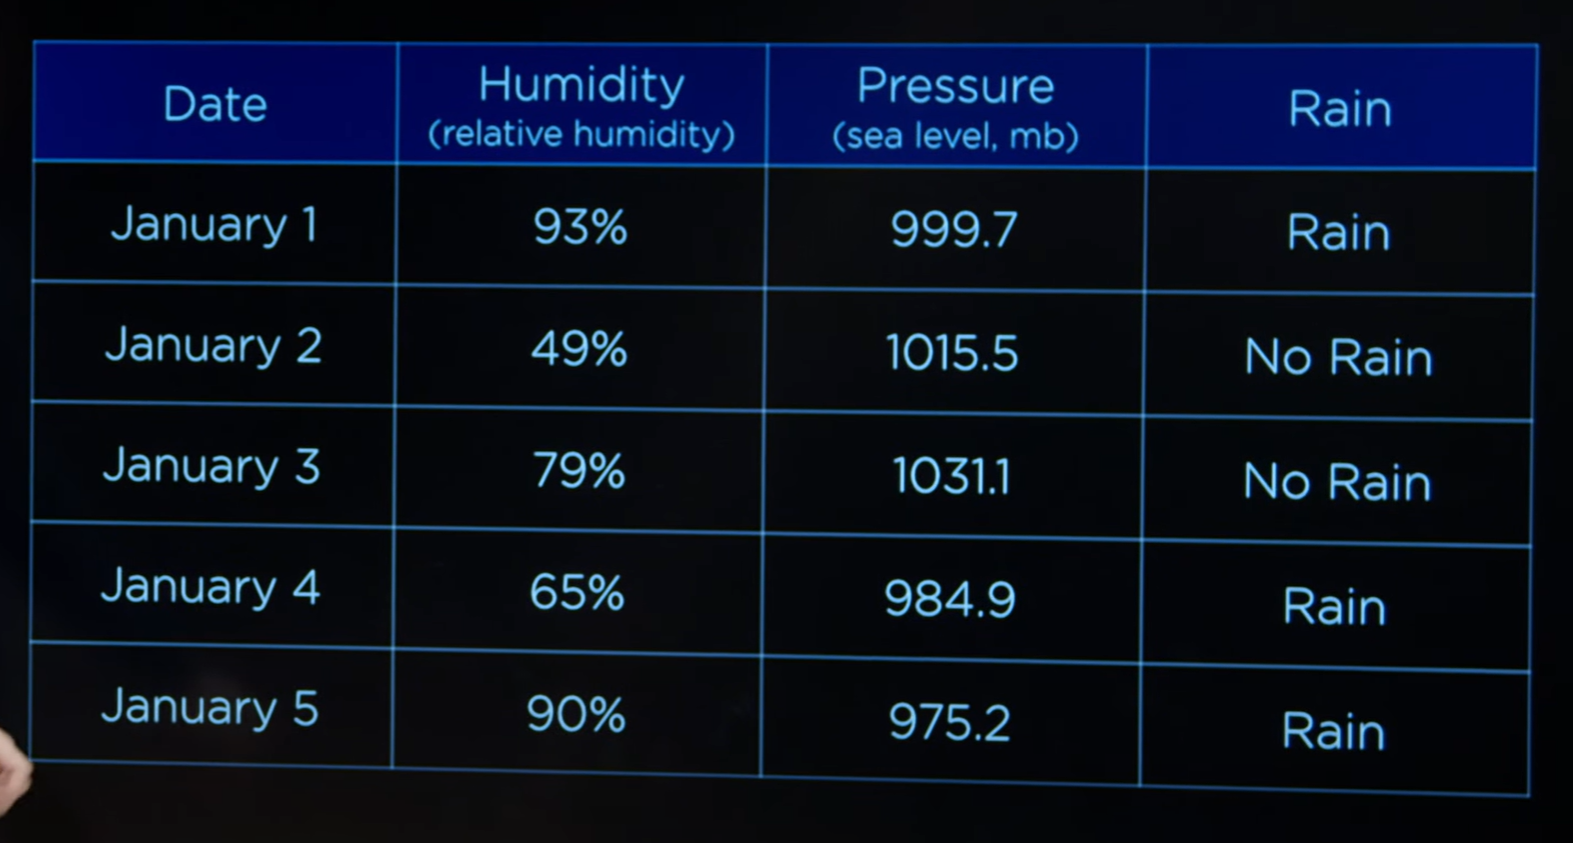 Date
Humidity
(relative humidity)
Pressure
(sea level, mb)
Rain
January 1
93%
999.7
Rain
January 2
49%
1015.5
No Rain
January 3
79%
1031.1
No Rain
January 4
65%
984.9
Rain
January 5
90%
975.2
Rain